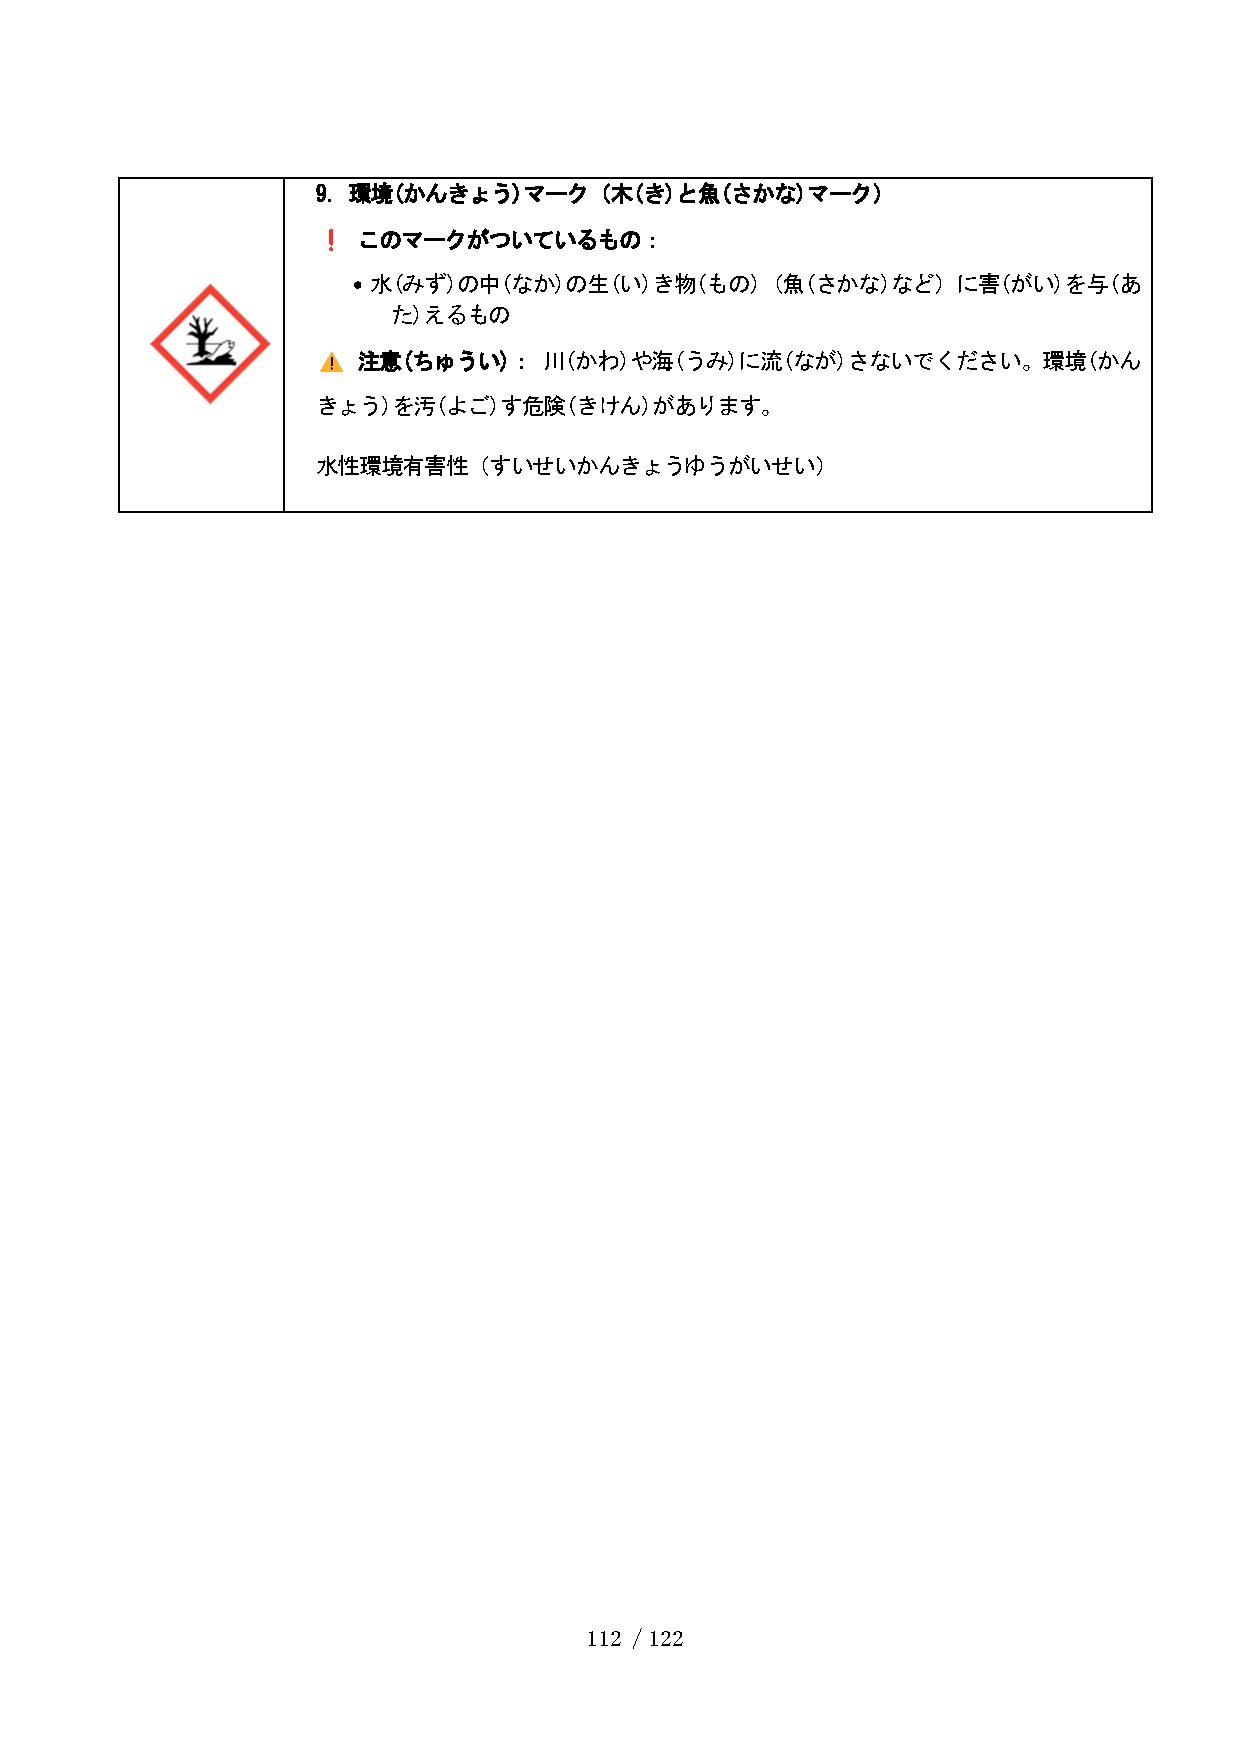 9. 環境(かんきょう)マーク（木(き)と魚(さかな)マーク）
❗ このマークがついているもの：
• 水(みず)の中(なか)の生(い)き物(もの)（魚(さかな)など）に害(がい)を与(あ
た)えるもの
⚠ 注意(ちゅうい)： 川(かわ)や海(うみ)に流(なが)さないでください。環境(かん
きょう)を汚(よご)す危険(きけん)があります。
水性環境有害性（すいせいかんきょうゆうがいせい）
112 / 122